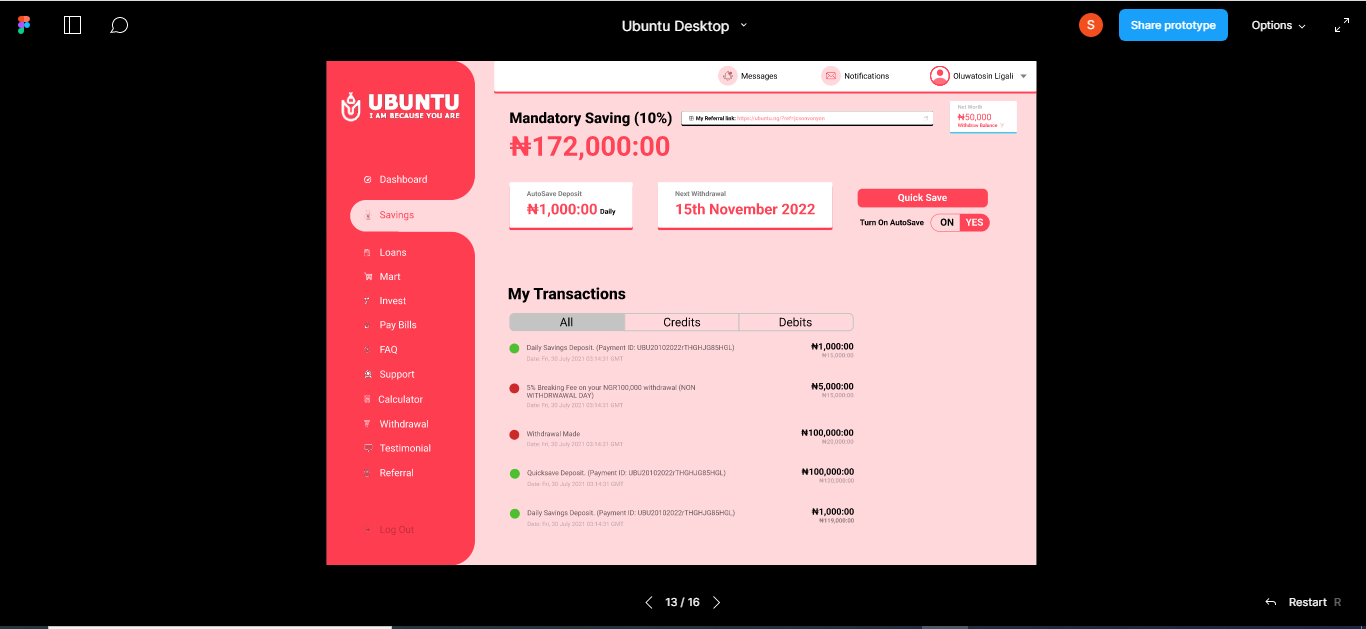 Ubuntu Desktop
S
Share prototype
Options
UBUNTU
I AM BECAUSE YOU ARE
Messages
Notifications
Oluwatosin Ligali
Dashboard
Savings
Loans
Mart
Invest
Pay Bills
FAQ
Support
Calculator
Withdrawal
Testimonial
Referral
Log Out
Mandatory Saving (10%)
My Referral link:
₦172,000:00
Net Worth
₦50,000
Withdraw Balance
AutoSave Deposit
₦1,000:00 Daily
Next Withdrawal
15th November 2022
Quick Save
Turn On AutoSave
ON YES
My Transactions
All Credits Debits
Daily Savings Deposit. (Payment ID: UBU20102022rTHGHJG85HGL) ₦1,000:00
Date: Fri, 30 July 2021 03:14:31 GMT ₦15,000:00
5% Breaking Fee on your NGR100,000 withdrawal (NON ₦5,000:00
WITHDRWAWAL DAY) ₦15,000:00
Date: Fri, 30 July 2021 03:14:31 GMT
Withdrawal Made ₦100,000:00
Date: Fri, 30 July 2021 03:14:31 GMT ₦20,000:00
Quicksave Deposit. (Payment ID: UBU20102022rTHGHJG85HGL) ₦100,000:00
Date: Fri, 30 July 2021 03:14:31 GMT ₦120,000:00
Daily Savings Deposit. (Payment ID: UBU20102022rTHGHJG85HGL) ₦1,000:00
Date: Fri, 30 July 2021 03:14:31 GMT ₦119,000:00
13 / 16
Restart R